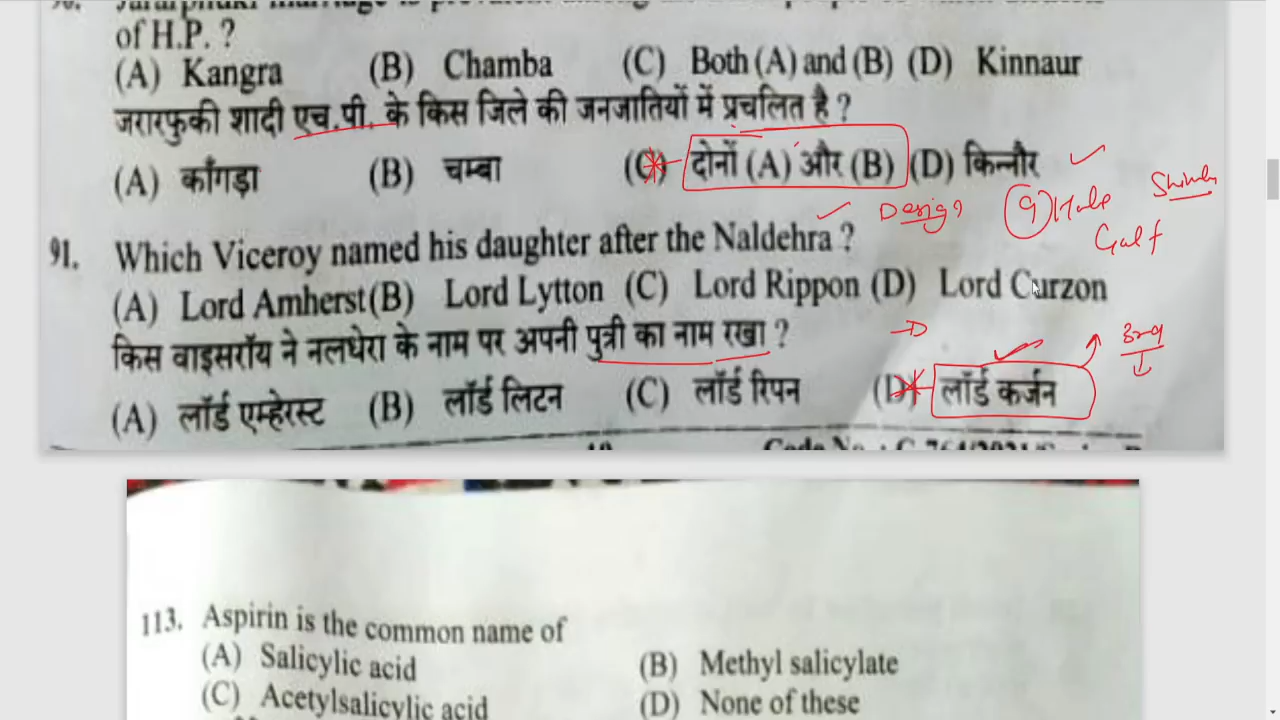 of H.P. ?
(A) Kangra (B) Chamba (C) Both (A) and (B) (D) Kinnaur
जरारफुकी शादी एच.पी. के किस जिले की जनजातियों में प्रचलित है ?
(A) काँगड़ा (B) चम्बा (C) दोनों (A) और (B) (D) किन्नौर
Design 9 Hole
Golf
91. Which Viceroy named his daughter after the Naldehra ?
(A) Lord Amherst (B) Lord Lytton (C) Lord Rippon (D) Lord Curzon
किस वाइसरॉय ने नलधेरा के नाम पर अपनी पुत्री का नाम रखा ?
(A) लॉर्ड एम्हेरस्ट (B) लॉर्ड लिटन (C) लॉर्ड रिपन (D) लॉर्ड कर्जन
113. Aspirin is the common name of
(A) Salicylic acid (B) Methyl salicylate
(C) Acetylsalicylic acid (D) None of these